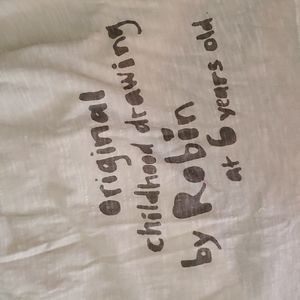 original
childhood drawing
by Robin
at 6 years old